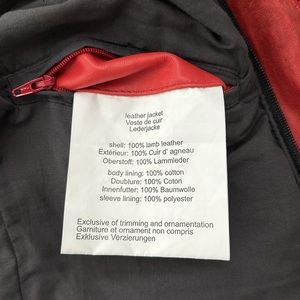 leather jacket
Veste de cuir
Lederjacke
shell: 100% lamb leather
Extérieur: 100% Cuir d' agneau
Oberstoff: 100% Lammleder
body lining: 100% cotton
Doublure: 100% Coton
Innenfutter: 100% Baumwolle
sleeve lining: 100% polyester
Exclusive of trimming and ornamentation
Garniture et ornament non compris
Exklusive Verzierungen